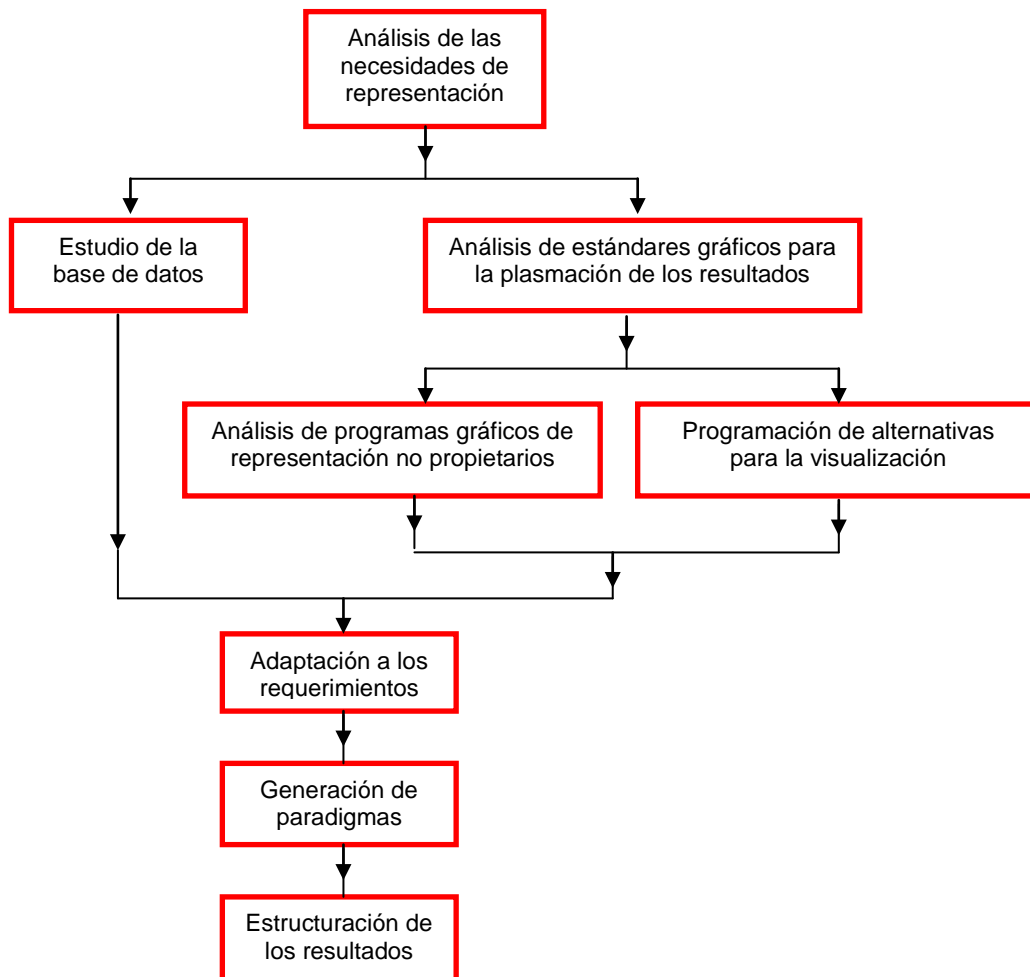 Análisis de las
necesidades de
representación
Estudio de la
base de datos
Análisis de estándares gráficos para
la plasmación de los resultados
Análisis de programas gráficos de
representación no propietarios
Programación de alternativas
para la visualización
Adaptación a los
requerimientos
Generación de
paradigmas
Estructuración de
los resultados